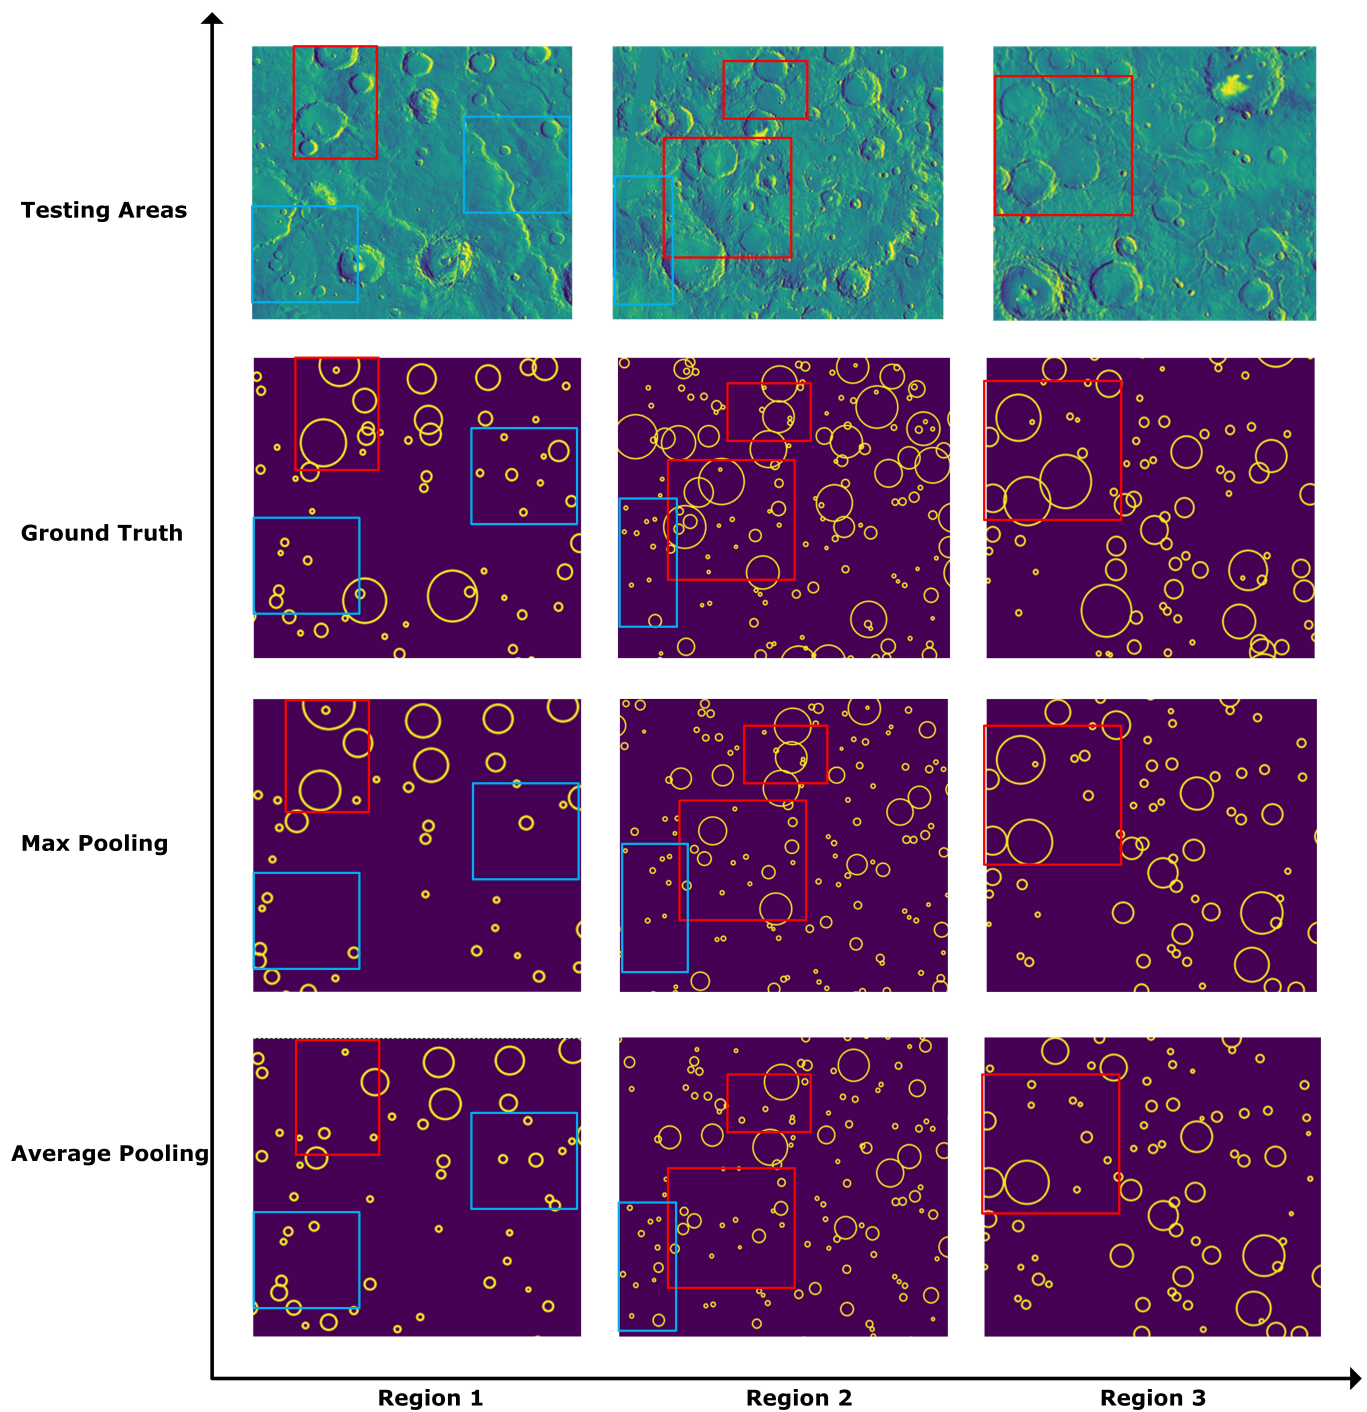 Testing Areas
Ground Truth
Max Pooling
Average Pooling
Region 1
Region 2
Region 3